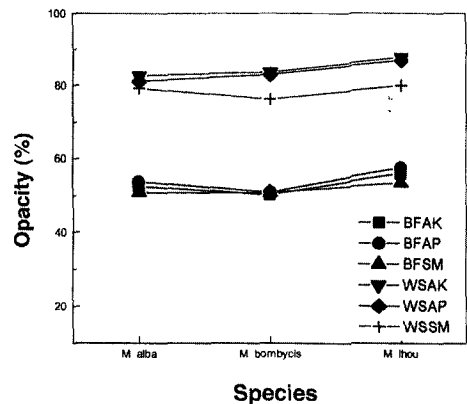 100
80
60
40
20
Opacity (%)
BFAK
BFAP
BFSM
WSAK
WSAP
WSSM
M. alba
M. bombycis
M. lhou
Species